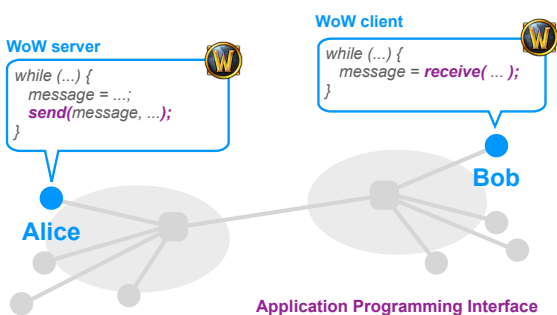 WoW server
while (...) {
message = ...;
send(message, ...);
}
WoW client
while (...) {
message = receive( ... );
}
W
W
Alice
Bob
Application Programming Interface